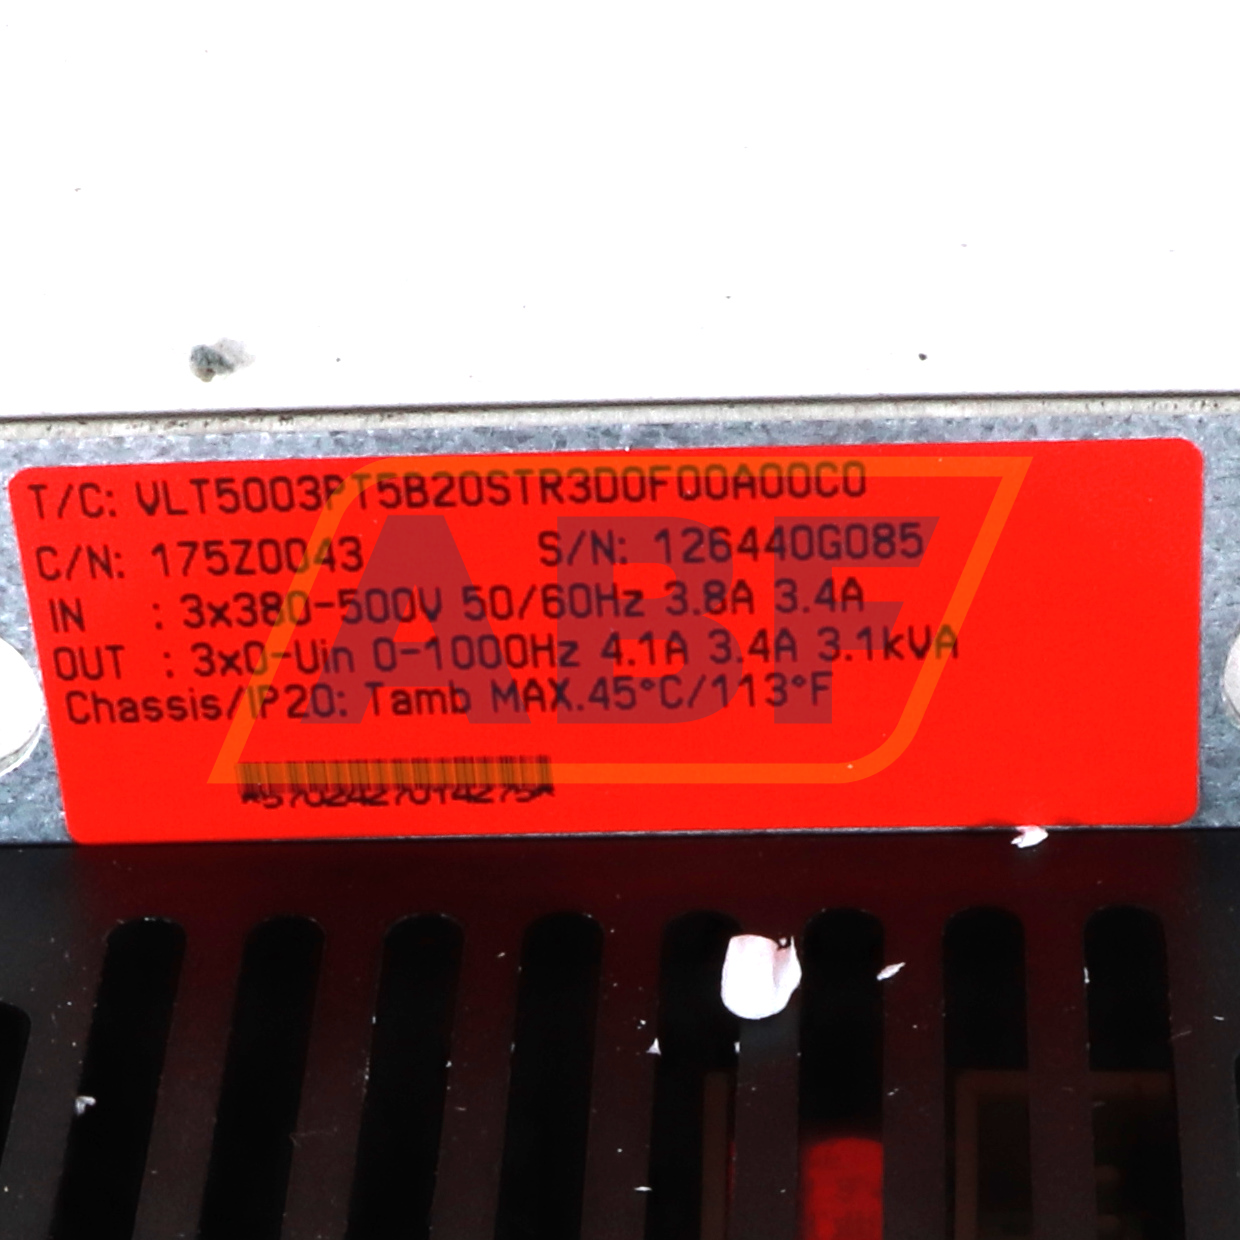 T/C: VLT5003PT5B20STR3D0F00A00C0
C/N: 175Z0043 S/N: 126440G085
IN : 3x380-500V 50/60Hz 3.8A 3.4A
OUT : 3x0-Uin 0-1000Hz 4.1A 3.4A 3.1kVA
Chassis/IP20: Tamb MAX.45°C/113°F
*5702427014275*
ABF